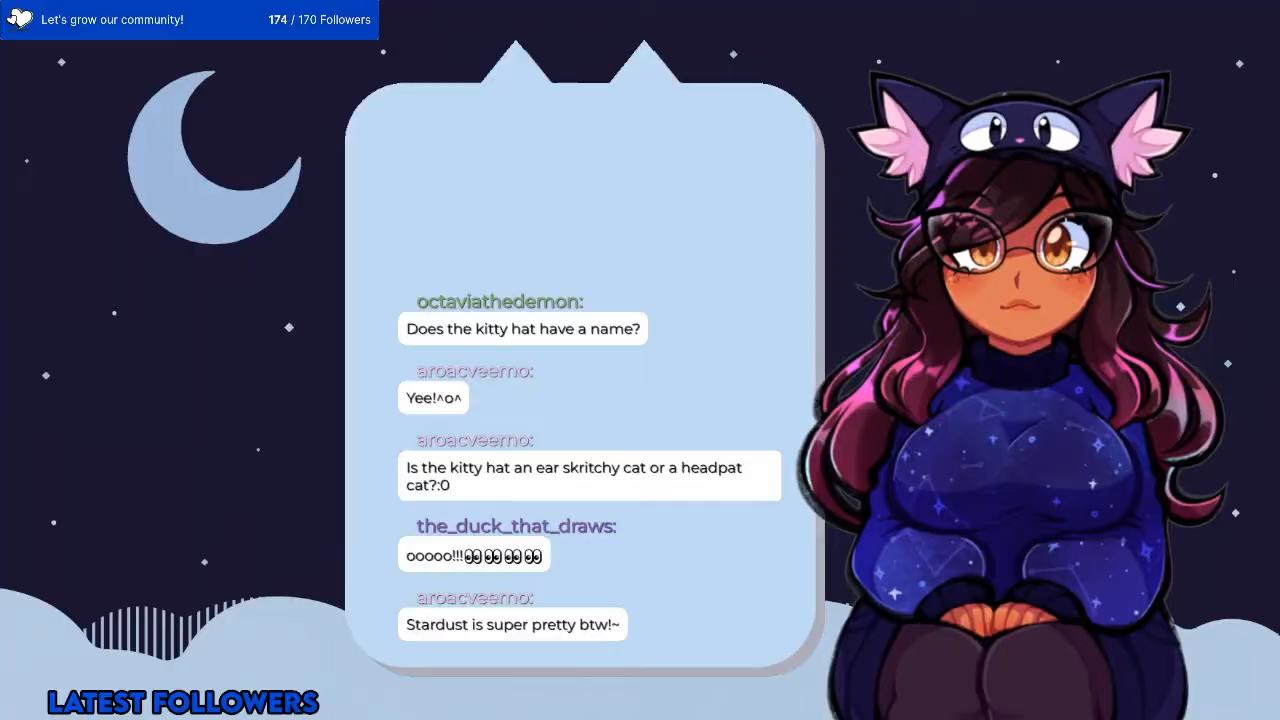 Let's grow our community!
174 / 170 Followers
octaviathedemon:
Does the kitty hat have a name?
aroacveemo:
Yee!^o^
aroacveemo:
Is the kitty hat an ear skritchy cat or a headpat
cat?:0
the_duck_that_draws:
ooooo!!!👀👀👀👀
aroacveemo:
Stardust is super pretty btw!~
LATEST FOLLOWERS